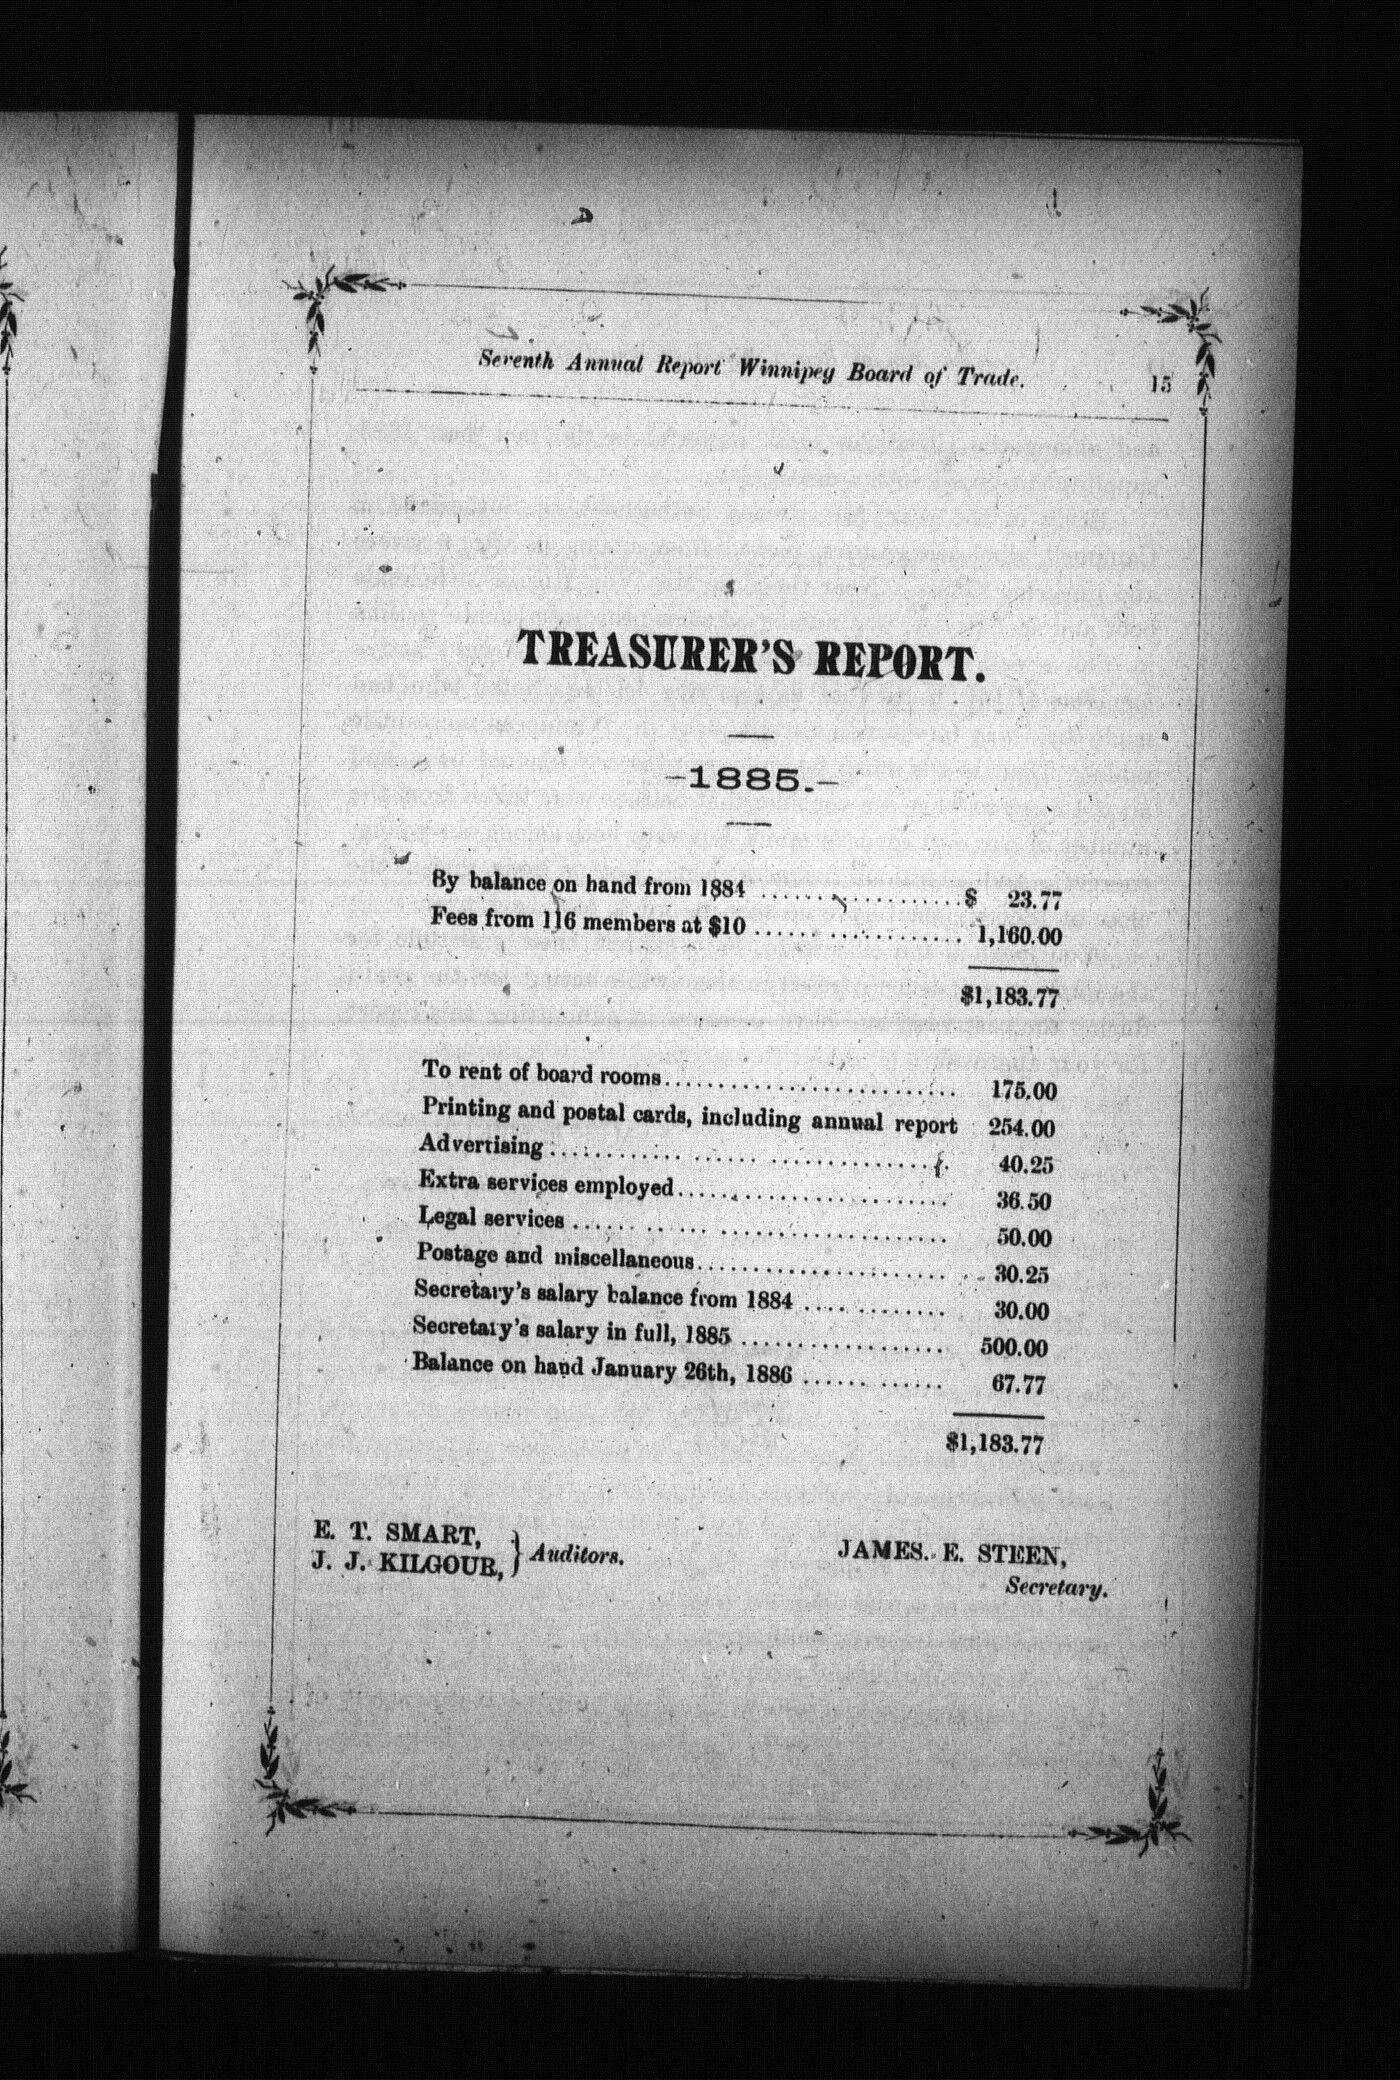 Seventh Annual Report Winnipeg Board of Trade. 15
TREASURER'S REPORT.
-1885.-
By balance on hand from 1884 ..................... $ 23.77
Fees from 116 members at $10 ..................... 1,160.00
$1,183.77
To rent of board rooms........................... 175.00
Printing and postal cards, including annual report 254.00
Advertising ..................................... 40.25
Extra services employed......................... 36.50
Legal services .................................. 50.00
Postage and miscellaneous....................... 30.25
Secretary's salary balance from 1884 ............ 30.00
Secretary's salary in full, 1885 .................. 500.00
Balance on hand January 26th, 1886 ............. 67.77
$1,183.77
E. T. SMART,
J. J. KILGOUR, } Auditors.
JAMES. E. STEEN,
Secretary.